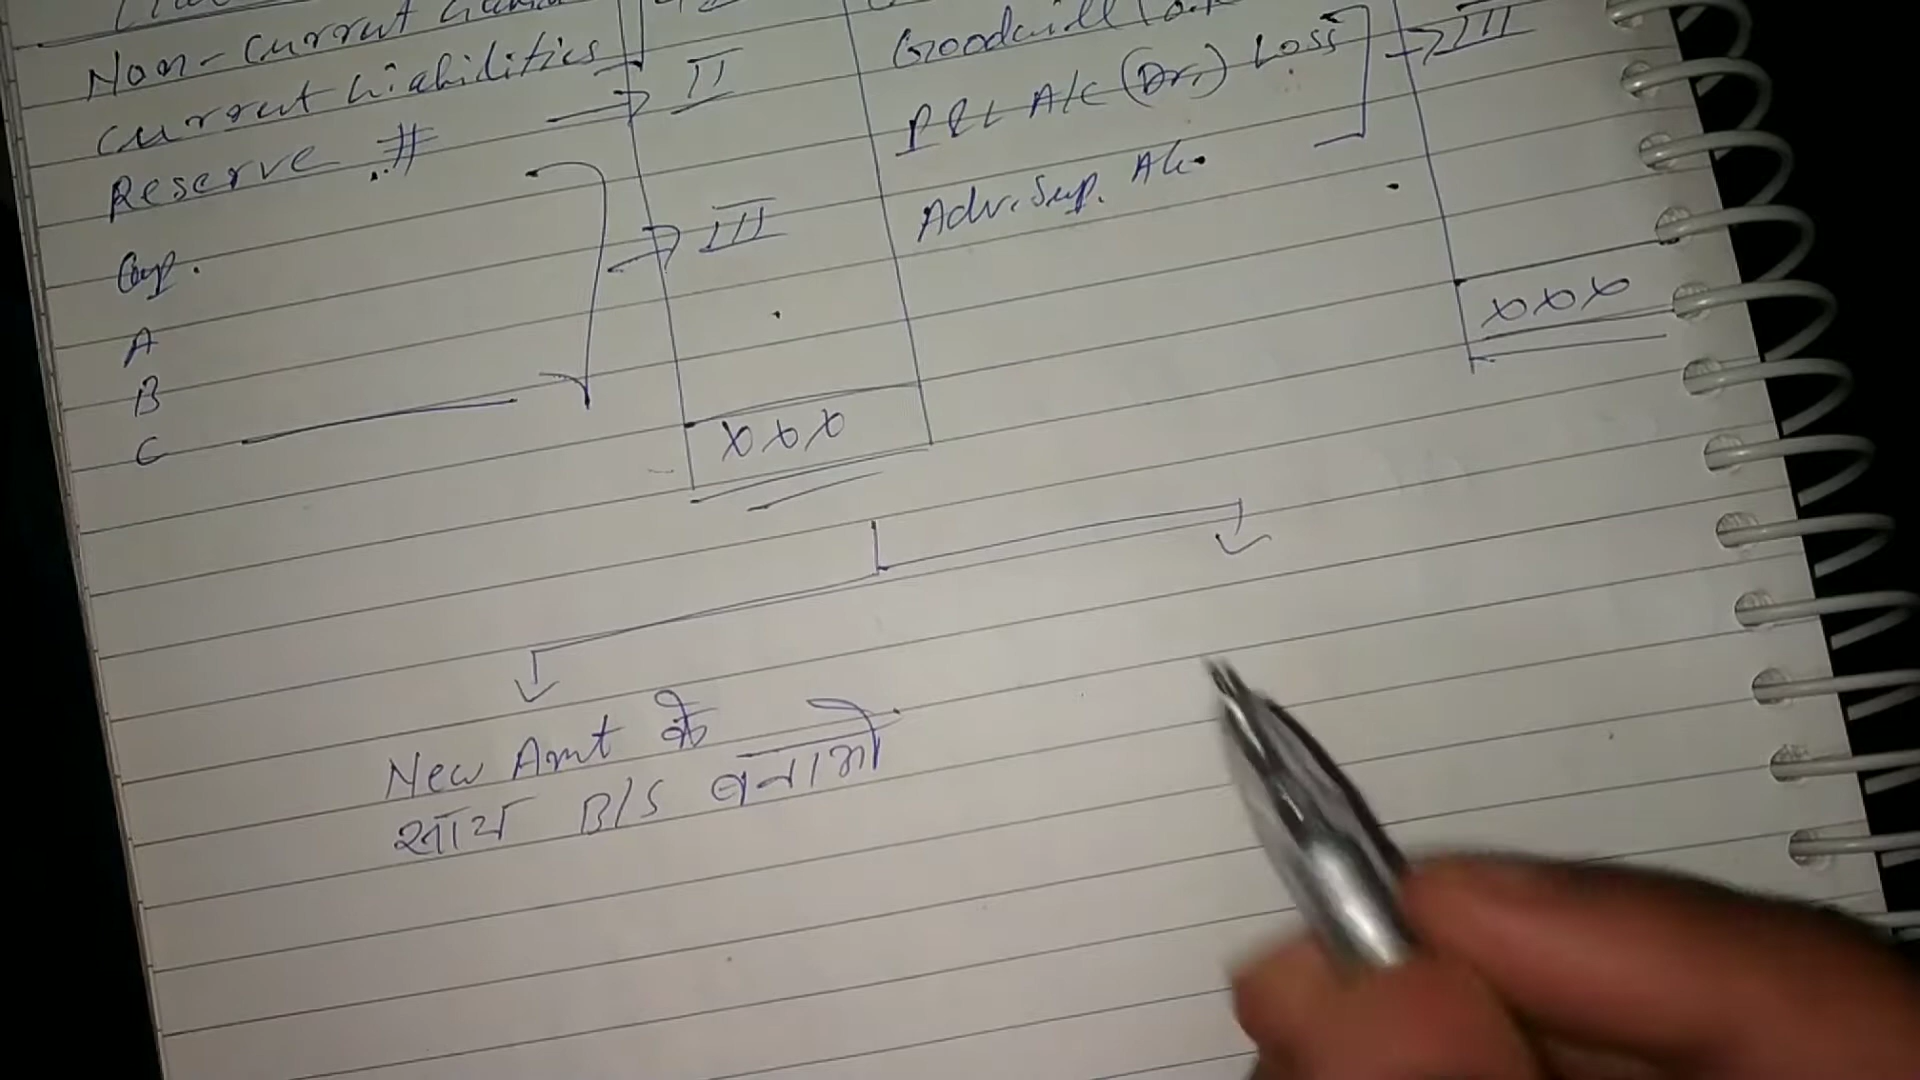 Non-Current
Current Liabilities
II
Reserve #
III
Cap.
A
B
C
xxx
Goodwill
P&L A/c (Dr.) Loss
III
Adv. Sup. A/c.
xxx
New Amt के
साथ B/S बनाओ